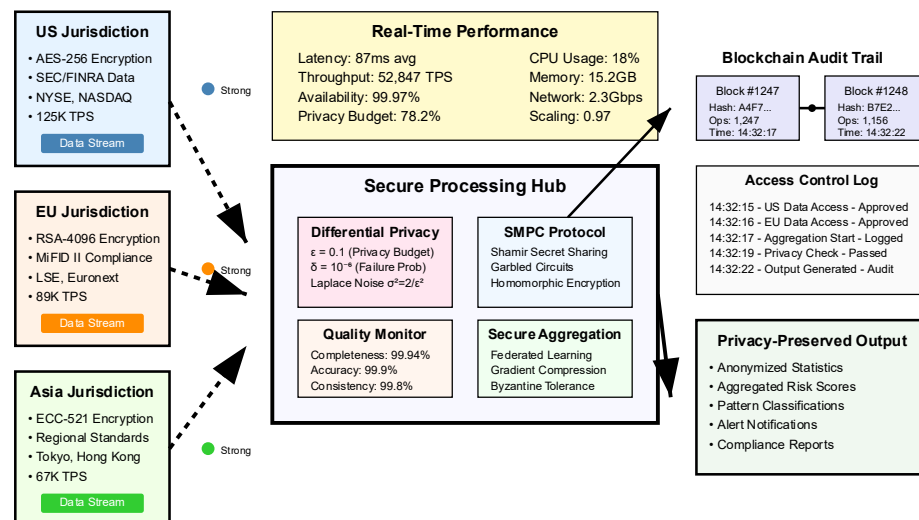 US Jurisdiction
• AES-256 Encryption
• SEC/FINRA Data
• NYSE, NASDAQ
• 125K TPS
Data Stream
Strong
EU Jurisdiction
• RSA-4096 Encryption
• MiFID II Compliance
• LSE, Euronext
• 89K TPS
Data Stream
Strong
Asia Jurisdiction
• ECC-521 Encryption
• Regional Standards
• Tokyo, Hong Kong
• 67K TPS
Data Stream
Strong
Real-Time Performance
Latency: 87ms avg
Throughput: 52,847 TPS
Availability: 99.97%
Privacy Budget: 78.2%
CPU Usage: 18%
Memory: 15.2GB
Network: 2.3Gbps
Scaling: 0.97
Secure Processing Hub
Differential Privacy
ε = 0.1 (Privacy Budget)
δ = 10⁻⁶ (Failure Prob)
Laplace Noise σ²=2/ε²
SMPC Protocol
Shamir Secret Sharing
Garbled Circuits
Homomorphic Encryption
Quality Monitor
Completeness: 99.94%
Accuracy: 99.9%
Consistency: 99.8%
Secure Aggregation
Federated Learning
Gradient Compression
Byzantine Tolerance
Blockchain Audit Trail
Block #1247
Hash: A4F7...
Ops: 1,247
Time: 14:32:17
Block #1248
Hash: B7E2...
Ops: 1,156
Time: 14:32:22
Access Control Log
14:32:15 - US Data Access - Approved
14:32:16 - EU Data Access - Approved
14:32:17 - Aggregation Start - Logged
14:32:19 - Privacy Check - Passed
14:32:22 - Output Generated - Audit
Privacy-Preserved Output
• Anonymized Statistics
• Aggregated Risk Scores
• Pattern Classifications
• Alert Notifications
• Compliance Reports